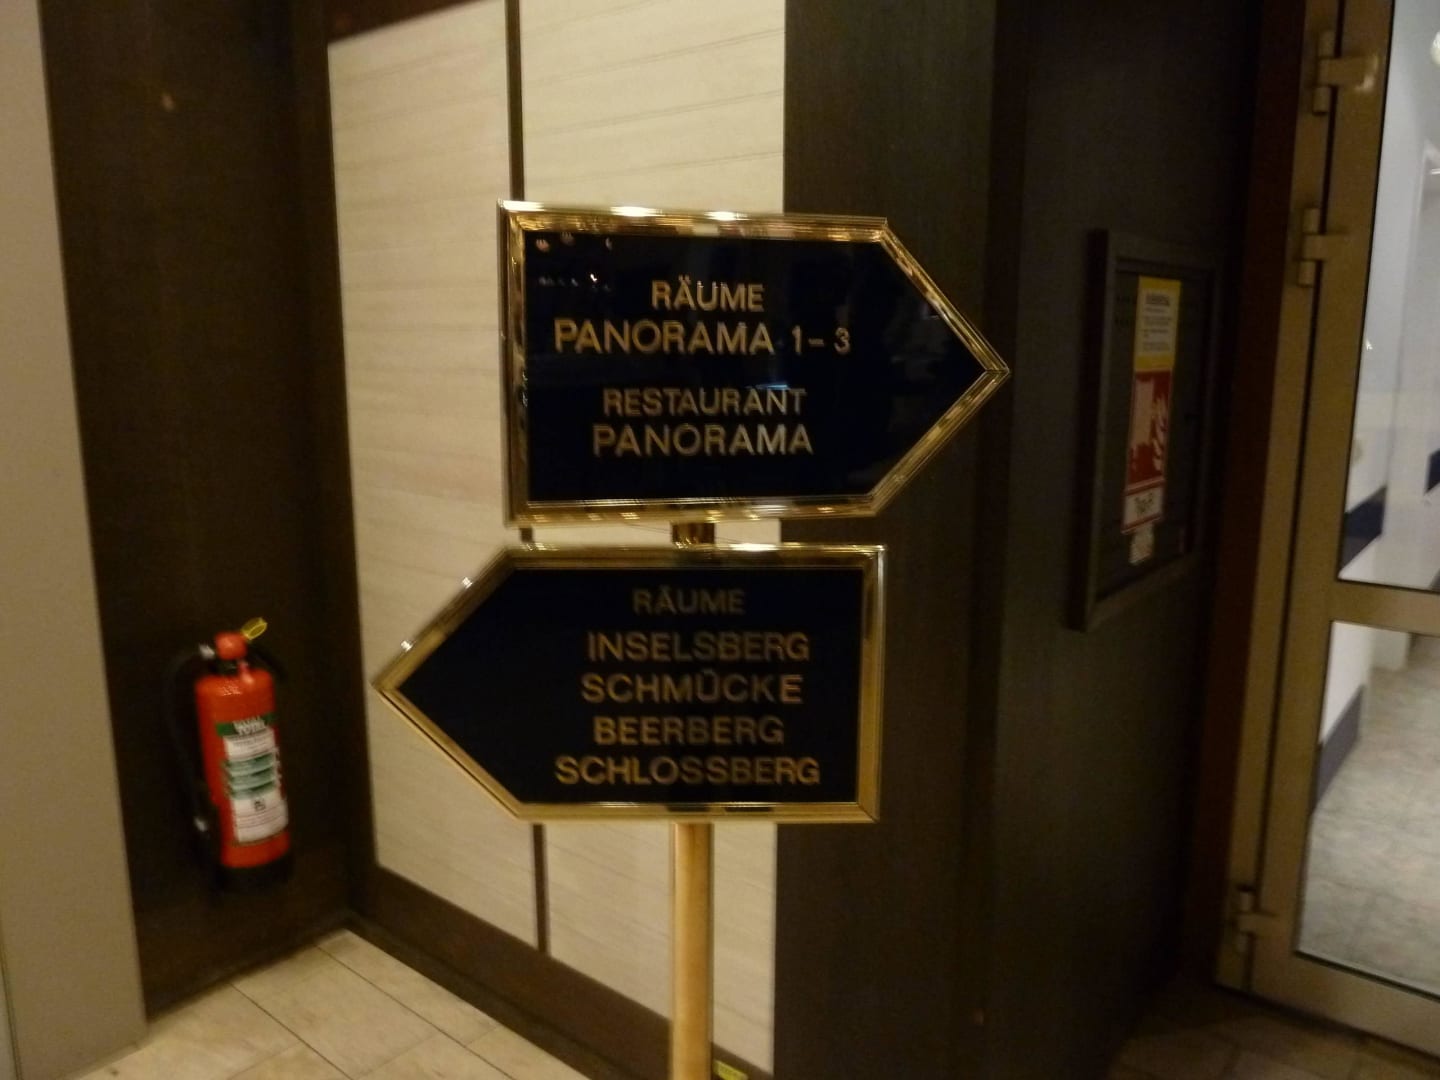 RÄUME
PANORAMA 1-3
RESTAURANT
PANORAMA
RÄUME
INSELSBERG
SCHMÜCKE
BEERBERG
SCHLOSSBERG